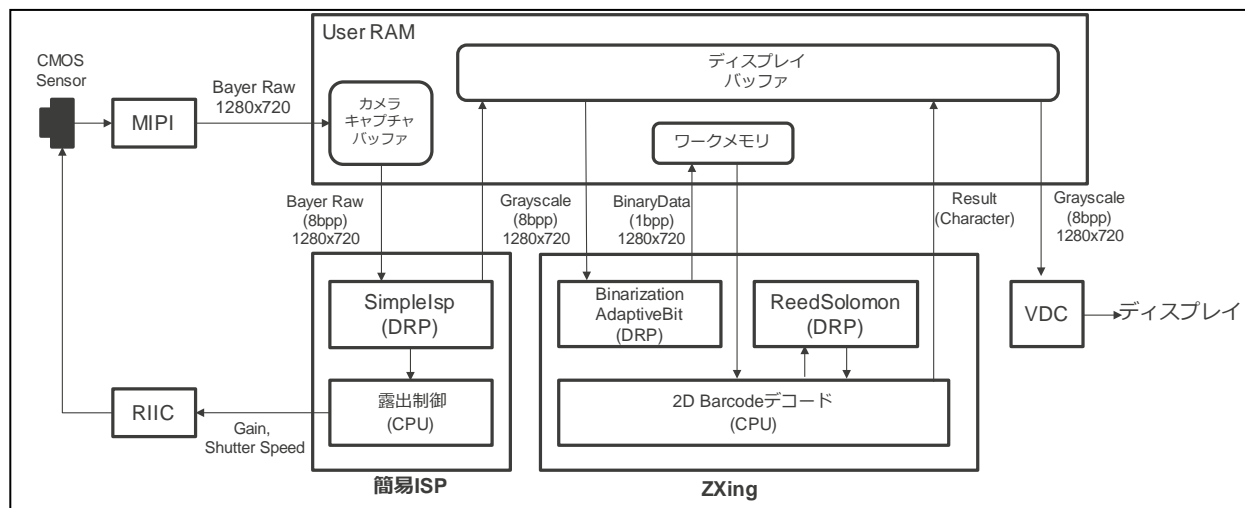 User RAM
CMOS
Sensor
MIPI
Bayer Raw
1280x720
カメラ
キャプチャ
バッファ
ディスプレイ
バッファ
ワークメモリ
Bayer Raw
(8bpp)
1280x720
Grayscale
(8bpp)
1280x720
BinaryData
(1bpp)
1280x720
Result
(Character)
Grayscale
(8bpp)
1280x720
SimpleIsp
(DRP)
Binarization
AdaptiveBit
(DRP)
ReedSolomon
(DRP)
VDC
ディスプレイ
RIIC
Gain,
Shutter Speed
露出制御
(CPU)
2D Barcodeデコード
(CPU)
簡易ISP
ZXing